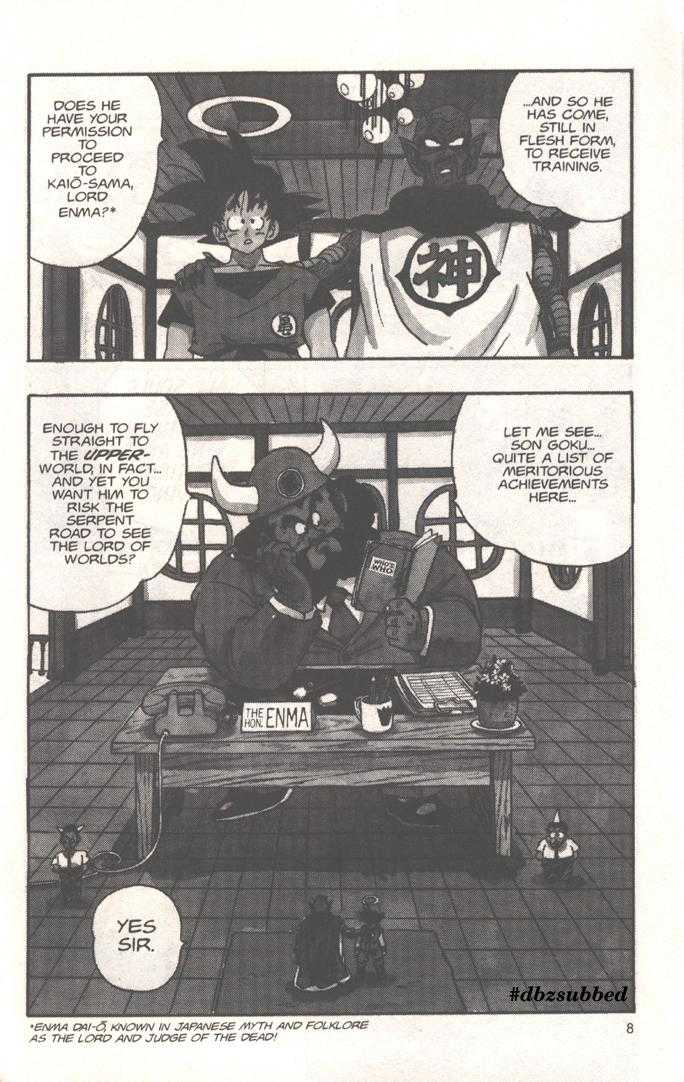 ...AND SO HE
HAS COME,
STILL IN
FLESH FORM,
TO RECEIVE
TRAINING.
DOES HE
HAVE YOUR
PERMISSION
TO
PROCEED
TO
KAIŌ-SAMA,
LORD
ENMA?*
神
亀
LET ME SEE...
SON GOKU...
QUITE A LIST OF
MERITORIOUS
ACHIEVEMENTS
HERE...
ENOUGH TO FLY
STRAIGHT TO
THE UPPER-
WORLD, IN FACT...
AND YET YOU
WANT HIM TO
RISK THE
SERPENT
ROAD TO SEE
THE LORD OF
WORLDS?
WHO'S
WHO
THE
HON. ENMA
YES
SIR.
#dbzsubbed
*ENMA DAI-Ō, KNOWN IN JAPANESE MYTH AND FOLKLORE
AS THE LORD AND JUDGE OF THE DEAD!
8